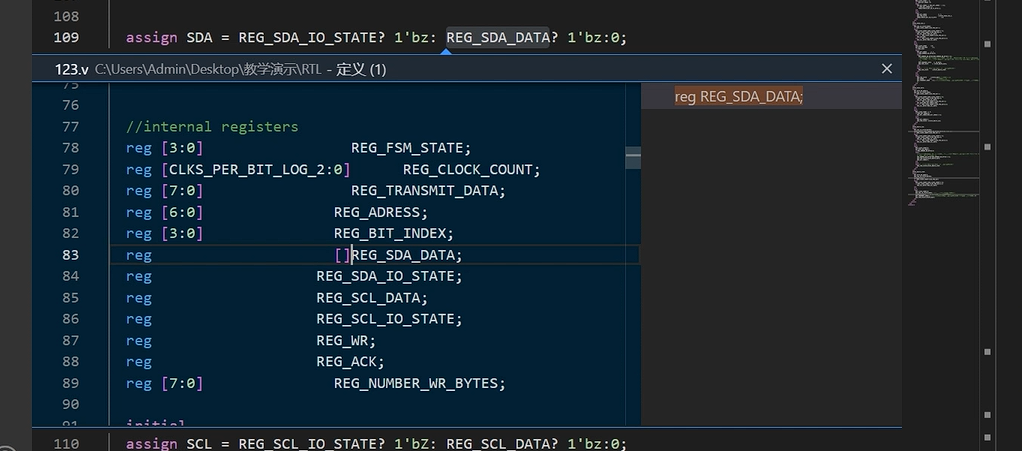 108
109 assign SDA = REG_SDA_IO_STATE? 1'bz: REG_SDA_DATA? 1'bz:0;
123.v C:\Users\Admin\Desktop\教学演示\RTL - 定义 (1)
reg REG_SDA_DATA;
75
76
77 //internal registers
78 reg [3:0] REG_FSM_STATE;
79 reg [CLKS_PER_BIT_LOG_2:0] REG_CLOCK_COUNT;
80 reg [7:0] REG_TRANSMIT_DATA;
81 reg [6:0] REG_ADRESS;
82 reg [3:0] REG_BIT_INDEX;
83 reg []REG_SDA_DATA;
84 reg REG_SDA_IO_STATE;
85 reg REG_SCL_DATA;
86 reg REG_SCL_IO_STATE;
87 reg REG_WR;
88 reg REG_ACK;
89 reg [7:0] REG_NUMBER_WR_BYTES;
90
91 initial
110 assign SCL = REG_SCL_IO_STATE? 1'bZ: REG_SCL_DATA? 1'bz:0;